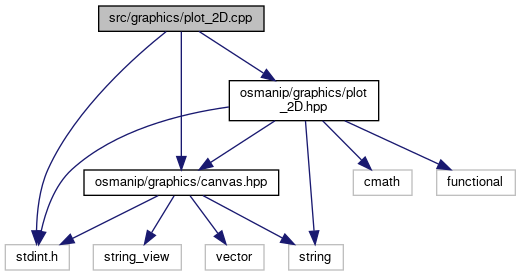 src/graphics/plot_2D.cpp
osmanip/graphics/plot
_2D.hpp
osmanip/graphics/canvas.hpp
cmath
functional
stdint.h
string_view
vector
string